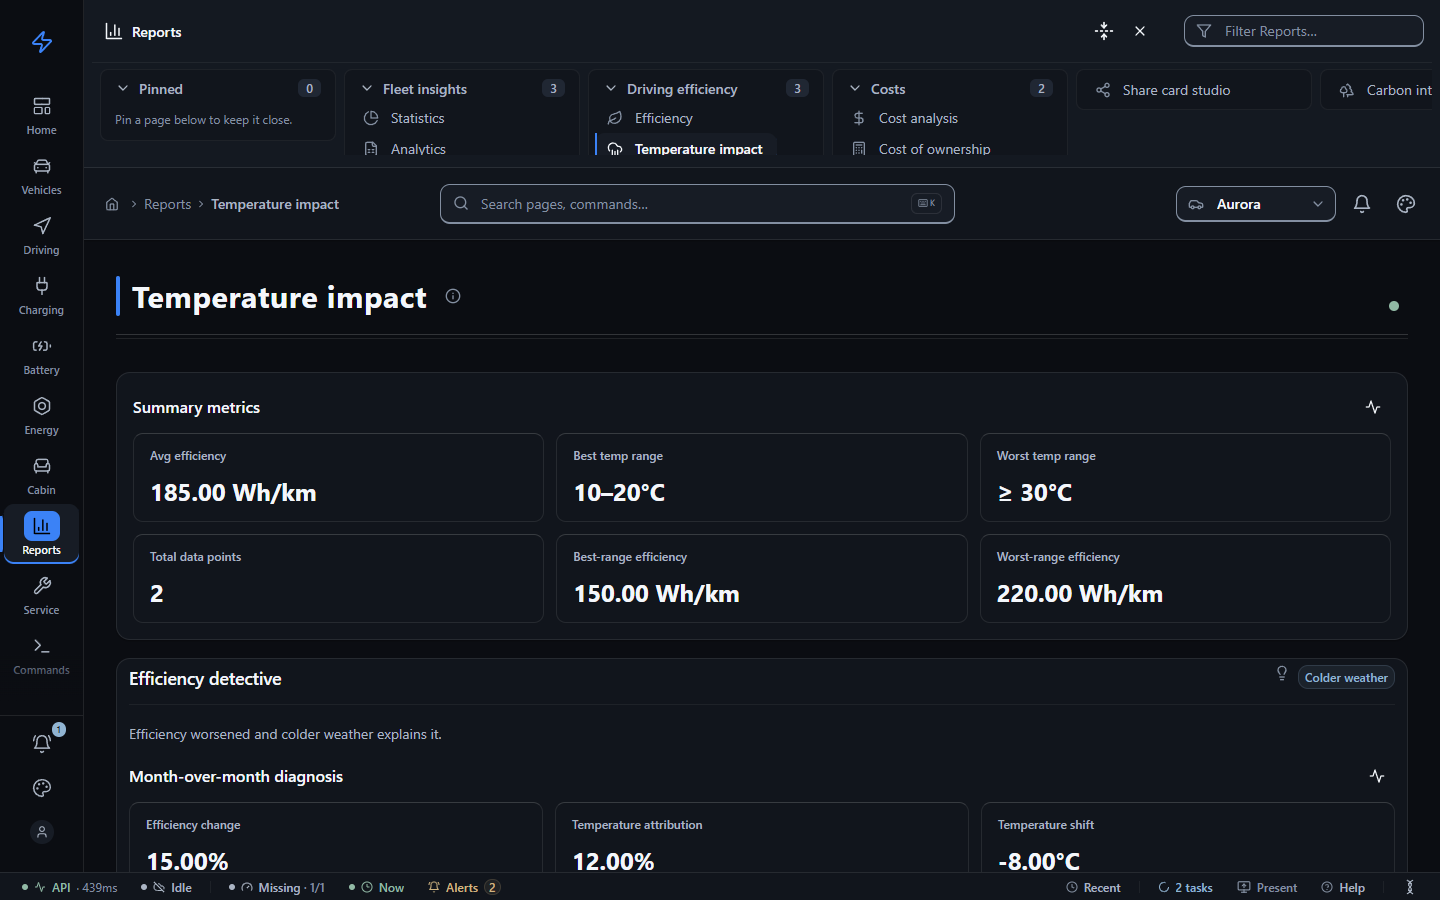 Reports
Filter Reports...
Pinned 0
Pin a page below to keep it close.
Fleet insights 3
Statistics
Analytics
Driving efficiency 3
Efficiency
Temperature impact
Costs 2
Cost analysis
Cost of ownership
Share card studio
Carbon int
Home
Vehicles
Driving
Charging
Battery
Energy
Cabin
Reports
Service
Commands
1
Reports
Temperature impact
Search pages, commands...
K
Aurora
Temperature impact
Summary metrics
Avg efficiency
185.00 Wh/km
Best temp range
10–20°C
Worst temp range
≥ 30°C
Total data points
2
Best-range efficiency
150.00 Wh/km
Worst-range efficiency
220.00 Wh/km
Efficiency detective
Colder weather
Efficiency worsened and colder weather explains it.
Month-over-month diagnosis
Efficiency change
15.00%
Temperature attribution
12.00%
Temperature shift
-8.00°C
API · 439ms
Idle
Missing · 1/1
Now
Alerts 2
Recent
2 tasks
Present
Help